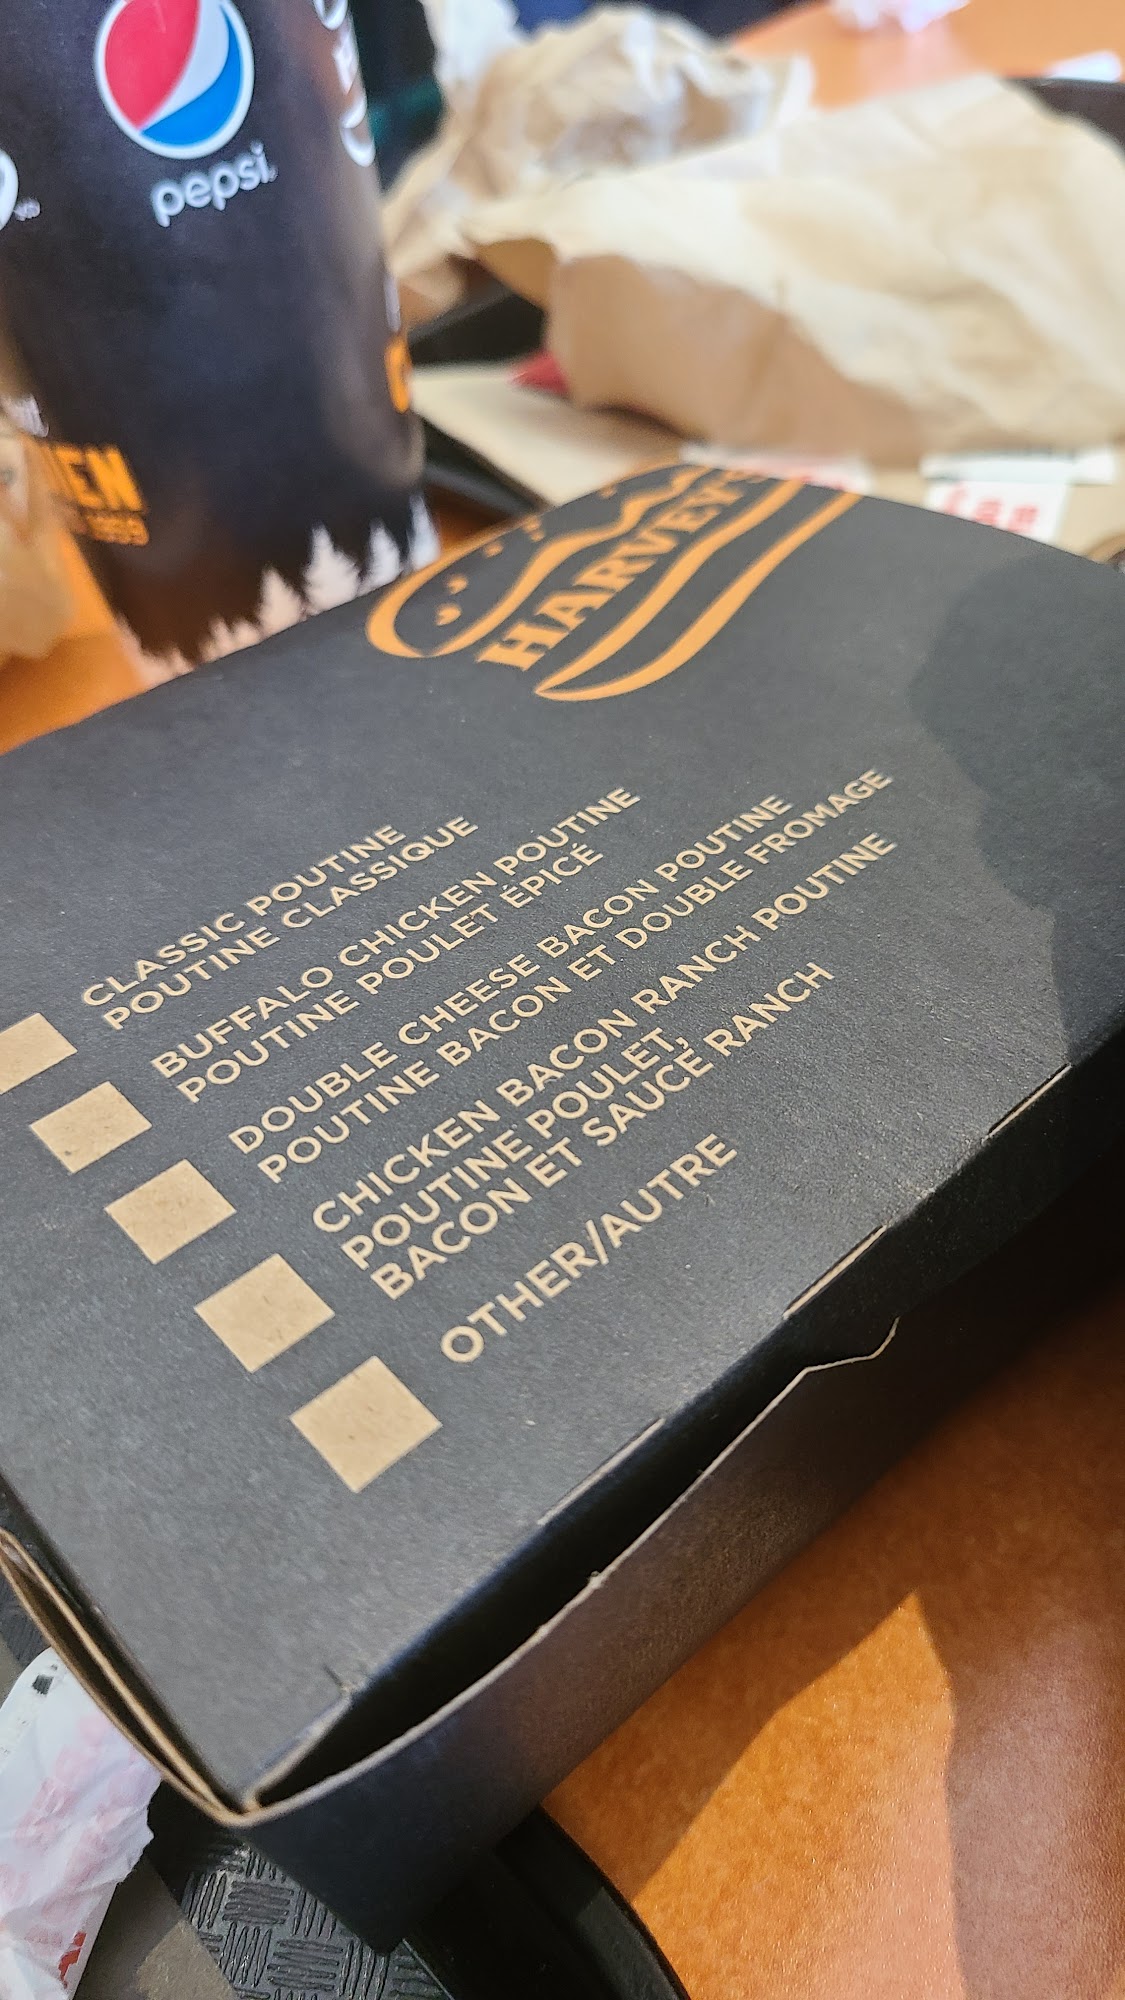 pepsi
1959
HARVEY'S
CLASSIC POUTINE
POUTINE CLASSIQUE
BUFFALO CHICKEN POUTINE
POUTINE POULET ÉPICÉ
DOUBLE CHEESE BACON POUTINE
POUTINE BACON ET DOUBLE FROMAGE
CHICKEN BACON RANCH POUTINE
POUTINE POULET,
BACON ET SAUCE RANCH
OTHER/AUTRE